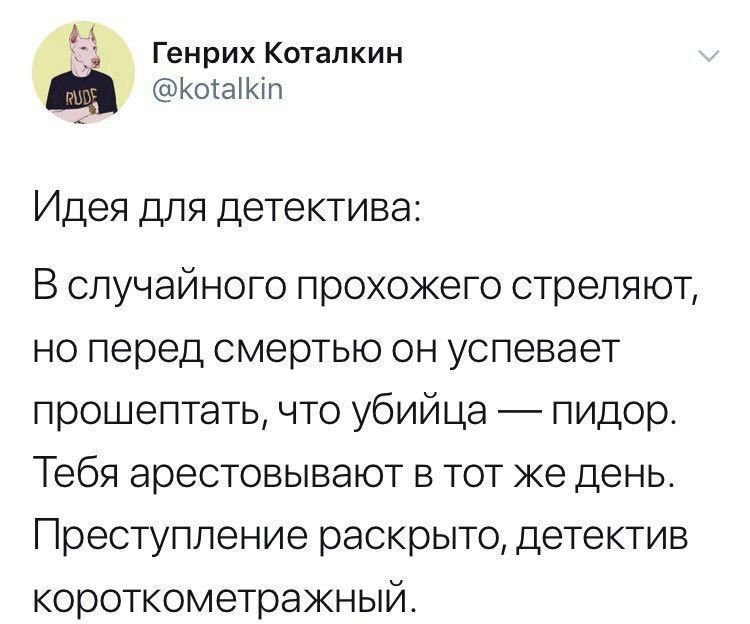 Генрих Коталкин
@kotalkin
RUDE
Идея для детектива:
В случайного прохожего стреляют,
но перед смертью он успевает
прошептать, что убийца — пидор.
Тебя арестовывают в тот же день.
Преступление раскрыто, детектив
короткометражный.